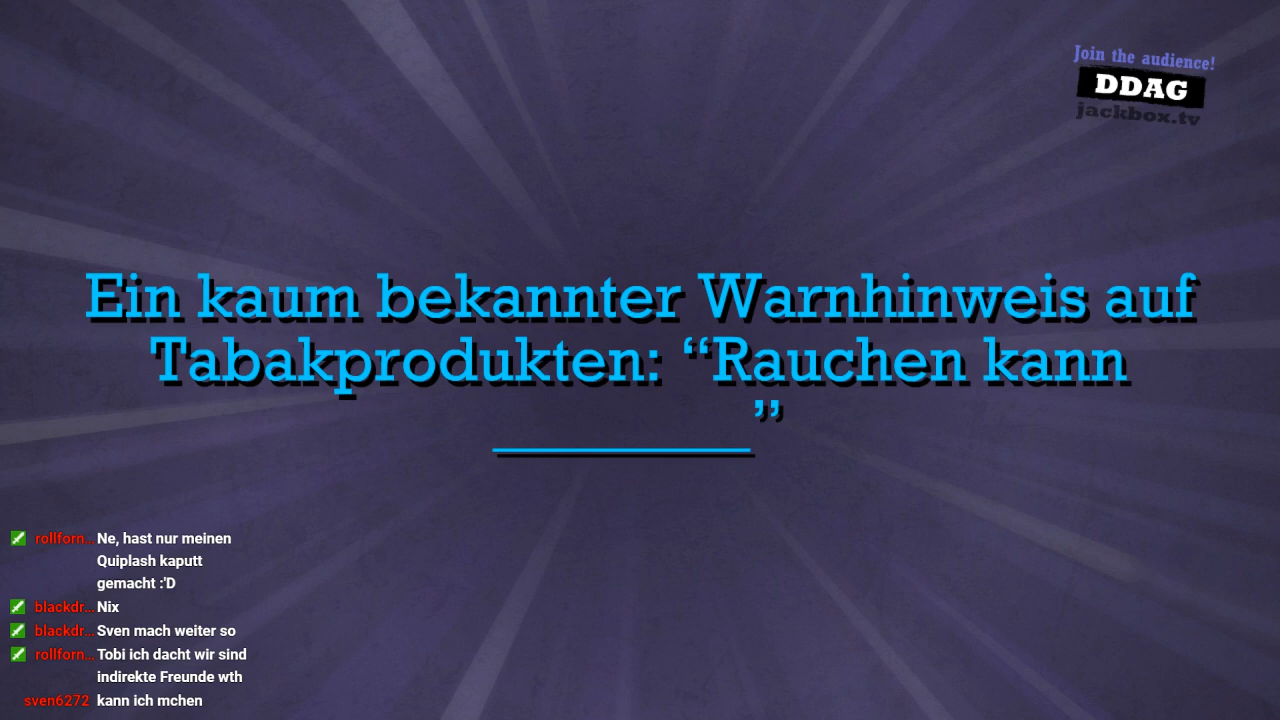 Join the audience!
DDAG
jackbox.tv
Ein kaum bekannter Warnhinweis auf
Tabakprodukten: “Rauchen kann
________”
rollforn... Ne, hast nur meinen
Quiplash kaputt
gemacht :'D
blackdr... Nix
blackdr... Sven mach weiter so
rollforn... Tobi ich dacht wir sind
indirekte Freunde wth
sven6272 kann ich mchen